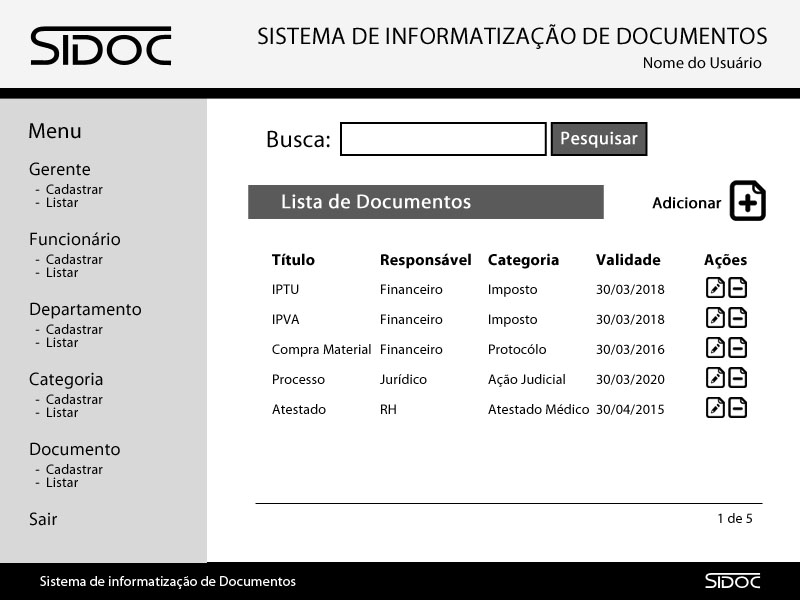 SIDOC
SISTEMA DE INFORMATIZAÇÃO DE DOCUMENTOS
Nome do Usuário
Menu
Gerente
- Cadastrar
- Listar
Funcionário
- Cadastrar
- Listar
Departamento
- Cadastrar
- Listar
Categoria
- Cadastrar
- Listar
Documento
- Cadastrar
- Listar
Sair
Busca: Pesquisar
Lista de Documentos Adicionar
Título Responsável Categoria Validade Ações
IPTU Financeiro Imposto 30/03/2018
IPVA Financeiro Imposto 30/03/2018
Compra Material Financeiro Protocólo 30/03/2016
Processo Jurídico Ação Judicial 30/03/2020
Atestado RH Atestado Médico 30/04/2015
1 de 5
Sistema de informatização de Documentos SIDOC